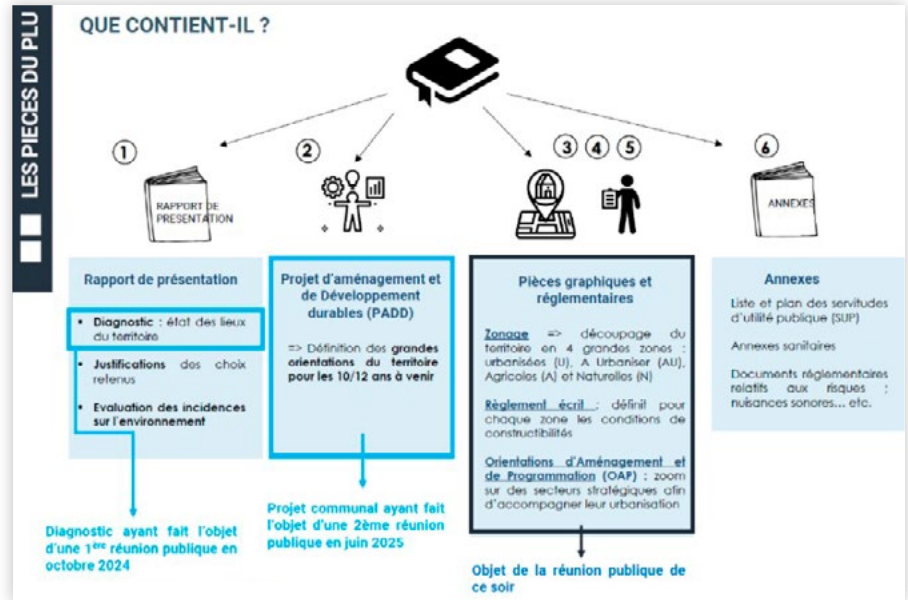 LES PIECES DU PLU
QUE CONTIENT-IL ?
1
2
3 4 5
6
RAPPORT DE
PRESENTATION
ANNEXES
Rapport de présentation
▪ Diagnostic : état des lieux
du territoire
▪ Justifications des choix
retenus
▪ Evaluation des incidences
sur l'environnement
Diagnostic ayant fait l'objet
d'une 1ère réunion publique en
octobre 2024
Projet d'aménagement et
de Développement
durables (PADD)
=> Définition des grandes
orientations du territoire
pour les 10/12 ans à venir
Projet communal ayant fait
l'objet d'une 2ème réunion
publique en juin 2025
Pièces graphiques et
réglementaires
Zonage => découpage du
territoire en 4 grandes zones :
urbanisées (U), A Urbaniser (AU),
Agricoles (A) et Naturelles (N)
Règlement écrit : définit pour
chaque zone les conditions de
constructibilités
Orientations d'Aménagement et
de Programmation (OAP) : zoom
sur des secteurs stratégiques afin
d'accompagner leur urbanisation
Objet de la réunion publique de
ce soir
Annexes
Liste et plan des servitudes
d'utilité publique (SUP)
Annexes sanitaires
Documents réglementaires
relatifs aux risques ;
nuisances sonores... etc.